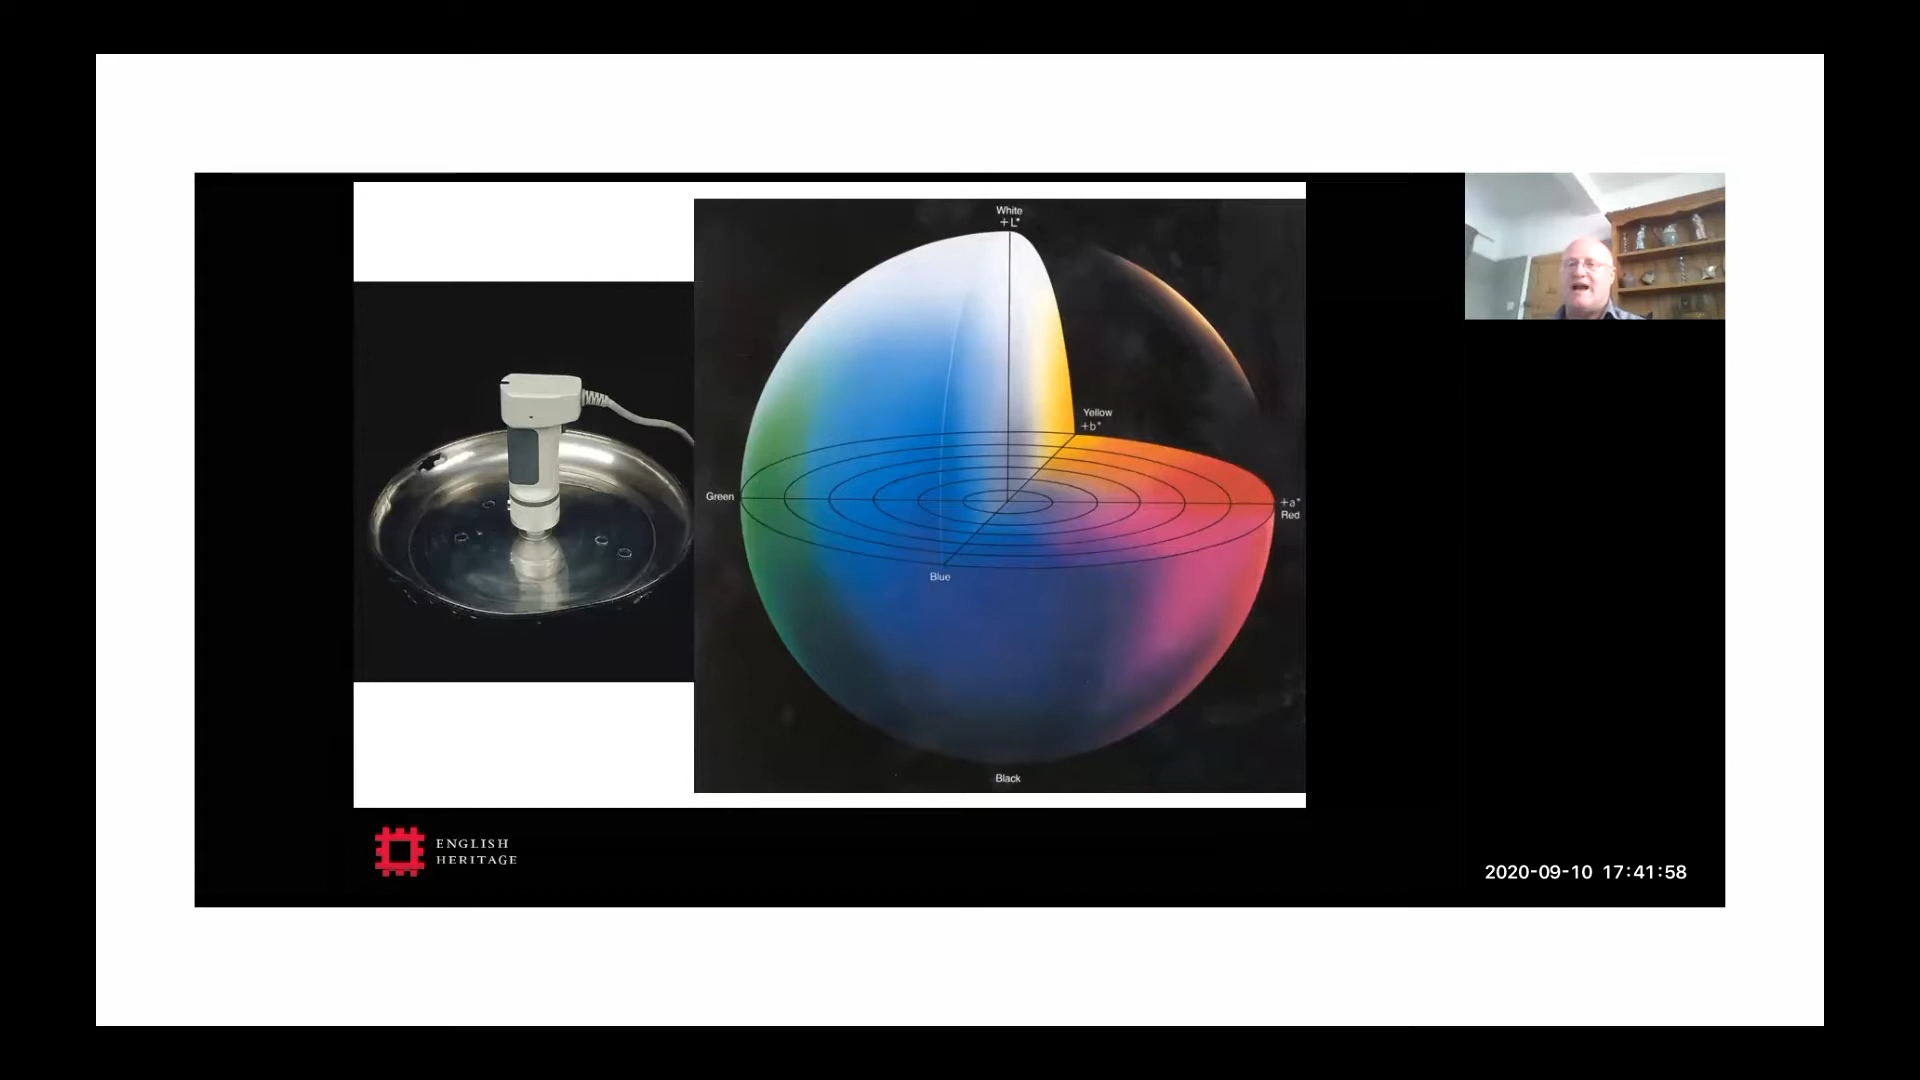 White
+L*
Yellow
+b*
Green
+a*
Red
Blue
Black
ENGLISH
HERITAGE
2020-09-10 17:41:58